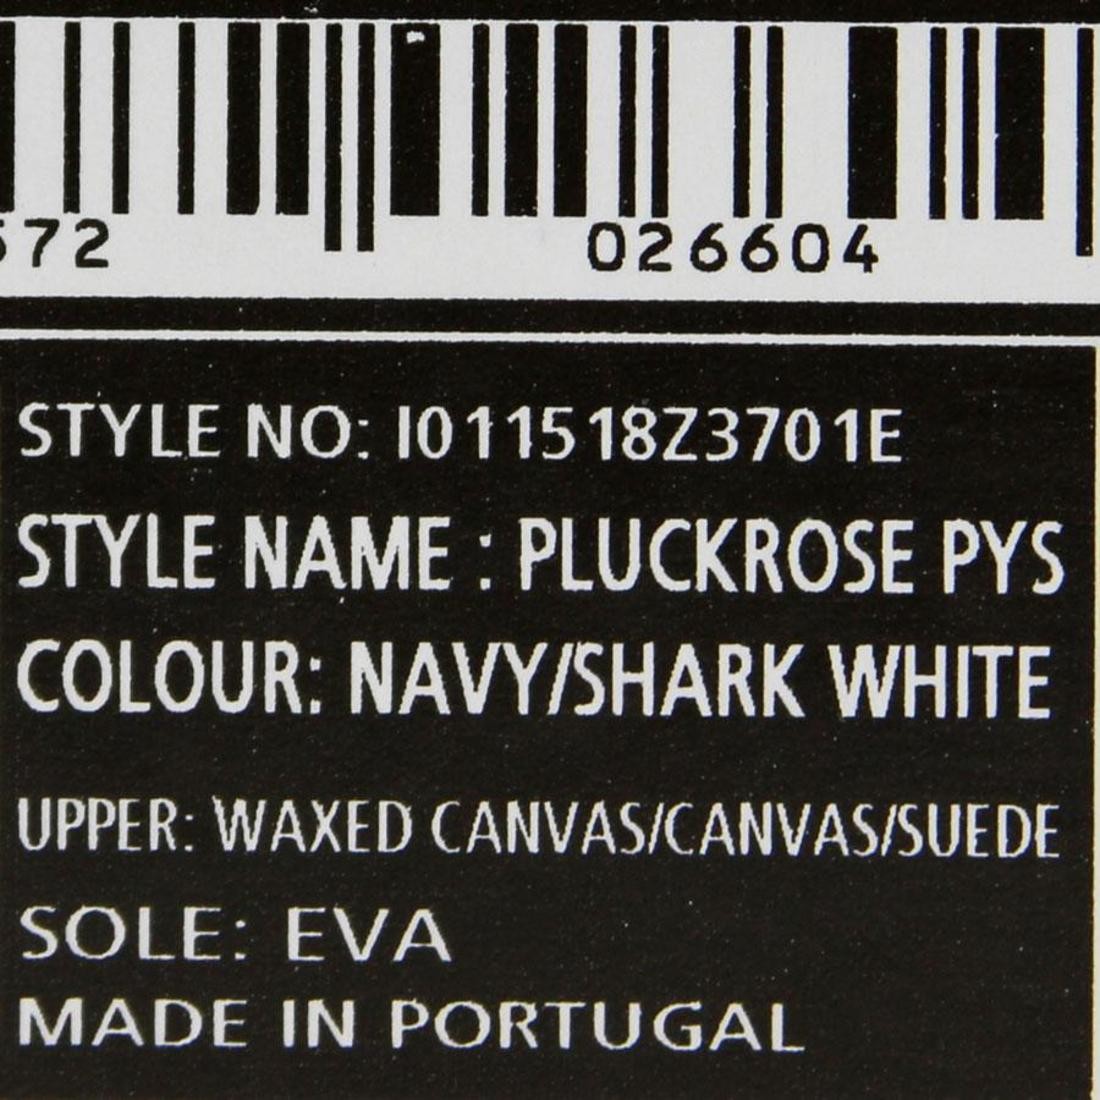 572 026604
STYLE NO: I011518Z3701E
STYLE NAME : PLUCKROSE PYS
COLOUR: NAVY/SHARK WHITE
UPPER: WAXED CANVAS/CANVAS/SUEDE
SOLE: EVA
MADE IN PORTUGAL